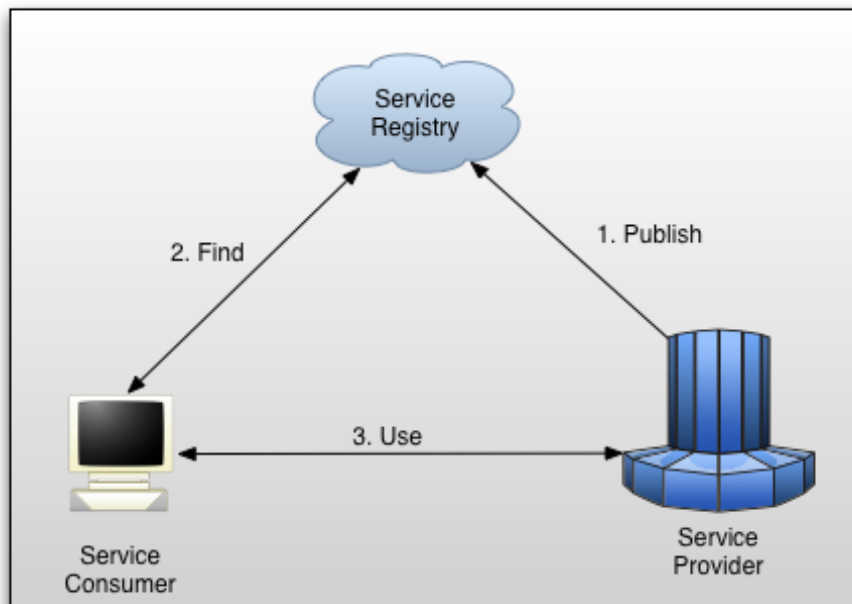 Service
Registry
1. Publish
2. Find
3. Use
Service
Provider
Service
Consumer